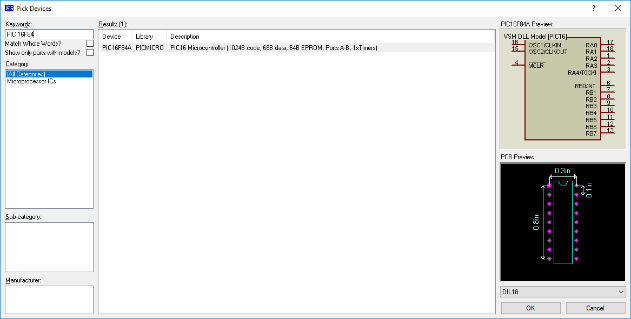 Pick Devices
Keywords:
PIC16F84
Match Whole Words?
Show only parts with models?
Category:
(All Categories)
Microprocessor ICs
Sub-category:
Manufacturer:
Results (1):
Device Library Description
PIC16F84A PICMICRO PIC16 Microcontroller (1024B code, 68B data, 64B EPROM, Ports A-B, 1xTimers)
PIC16F84A Preview
VSM DLL Model [PIC16]
16 OSC1/CLKIN RA0 17
15 OSC2/CLKOUT RA1 18
RA2 1
4 MCLR RA3 2
RA4/T0CKI 3
RB0/INT 6
RB1 7
RB2 8
RB3 9
RB4 10
RB5 11
RB6 12
RB7 13
PCB Preview
0.3in
0.1in
0.8in
DIL18
OK Cancel